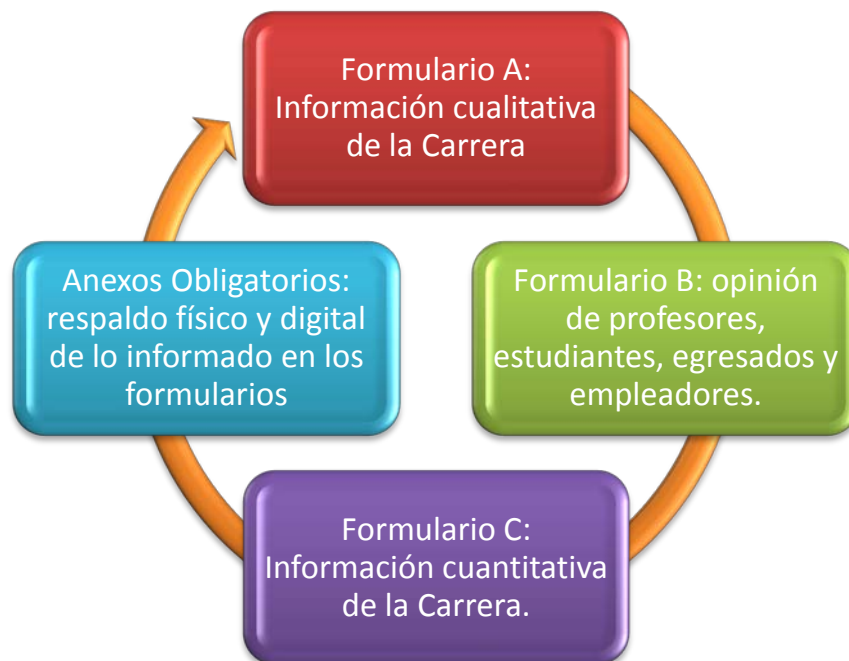 Formulario A:
Información cualitativa
de la Carrera
Anexos Obligatorios:
respaldo físico y digital
de lo informado en los
formularios
Formulario B: opinión
de profesores,
estudiantes, egresados y
empleadores.
Formulario C:
Información cuantitativa
de la Carrera.